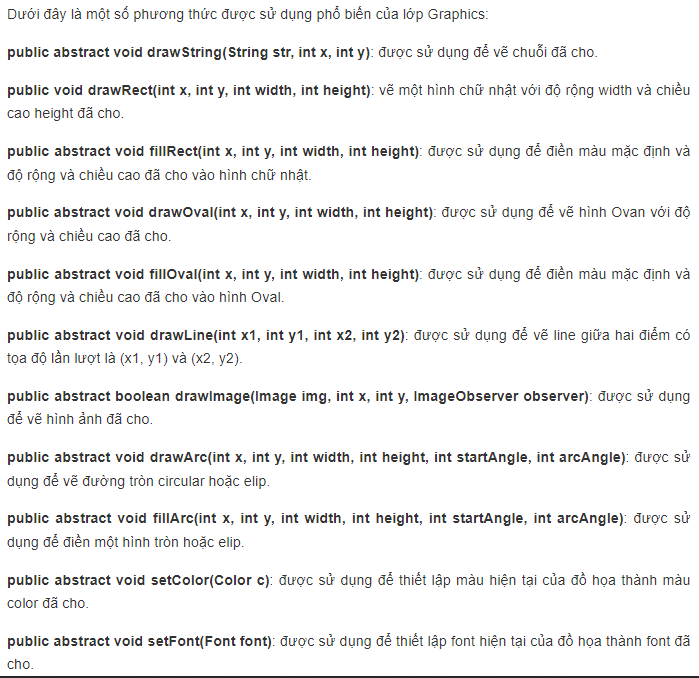 Dưới đây là một số phương thức được sử dụng phổ biến của lớp Graphics:
public abstract void drawString(String str, int x, int y): được sử dụng để vẽ chuỗi đã cho.
public void drawRect(int x, int y, int width, int height): vẽ một hình chữ nhật với độ rộng width và chiều
cao height đã cho.
public abstract void fillRect(int x, int y, int width, int height): được sử dụng để điền màu mặc định và
độ rộng và chiều cao đã cho vào hình chữ nhật.
public abstract void drawOval(int x, int y, int width, int height): được sử dụng để vẽ hình Ovan với độ
rộng và chiều cao đã cho.
public abstract void fillOval(int x, int y, int width, int height): được sử dụng để điền màu mặc định và
độ rộng và chiều cao đã cho vào hình Oval.
public abstract void drawLine(int x1, int y1, int x2, int y2): được sử dụng để vẽ line giữa hai điểm có
tọa độ lần lượt là (x1, y1) và (x2, y2).
public abstract boolean drawImage(Image img, int x, int y, ImageObserver observer): được sử dụng
để vẽ hình ảnh đã cho.
public abstract void drawArc(int x, int y, int width, int height, int startAngle, int arcAngle): được sử
dụng để vẽ đường tròn circular hoặc elip.
public abstract void fillArc(int x, int y, int width, int height, int startAngle, int arcAngle): được sử
dụng để điền một hình tròn hoặc elip.
public abstract void setColor(Color c): được sử dụng để thiết lập màu hiện tại của đồ họa thành màu
color đã cho.
public abstract void setFont(Font font): được sử dụng để thiết lập font hiện tại của đồ họa thành font đã
cho.